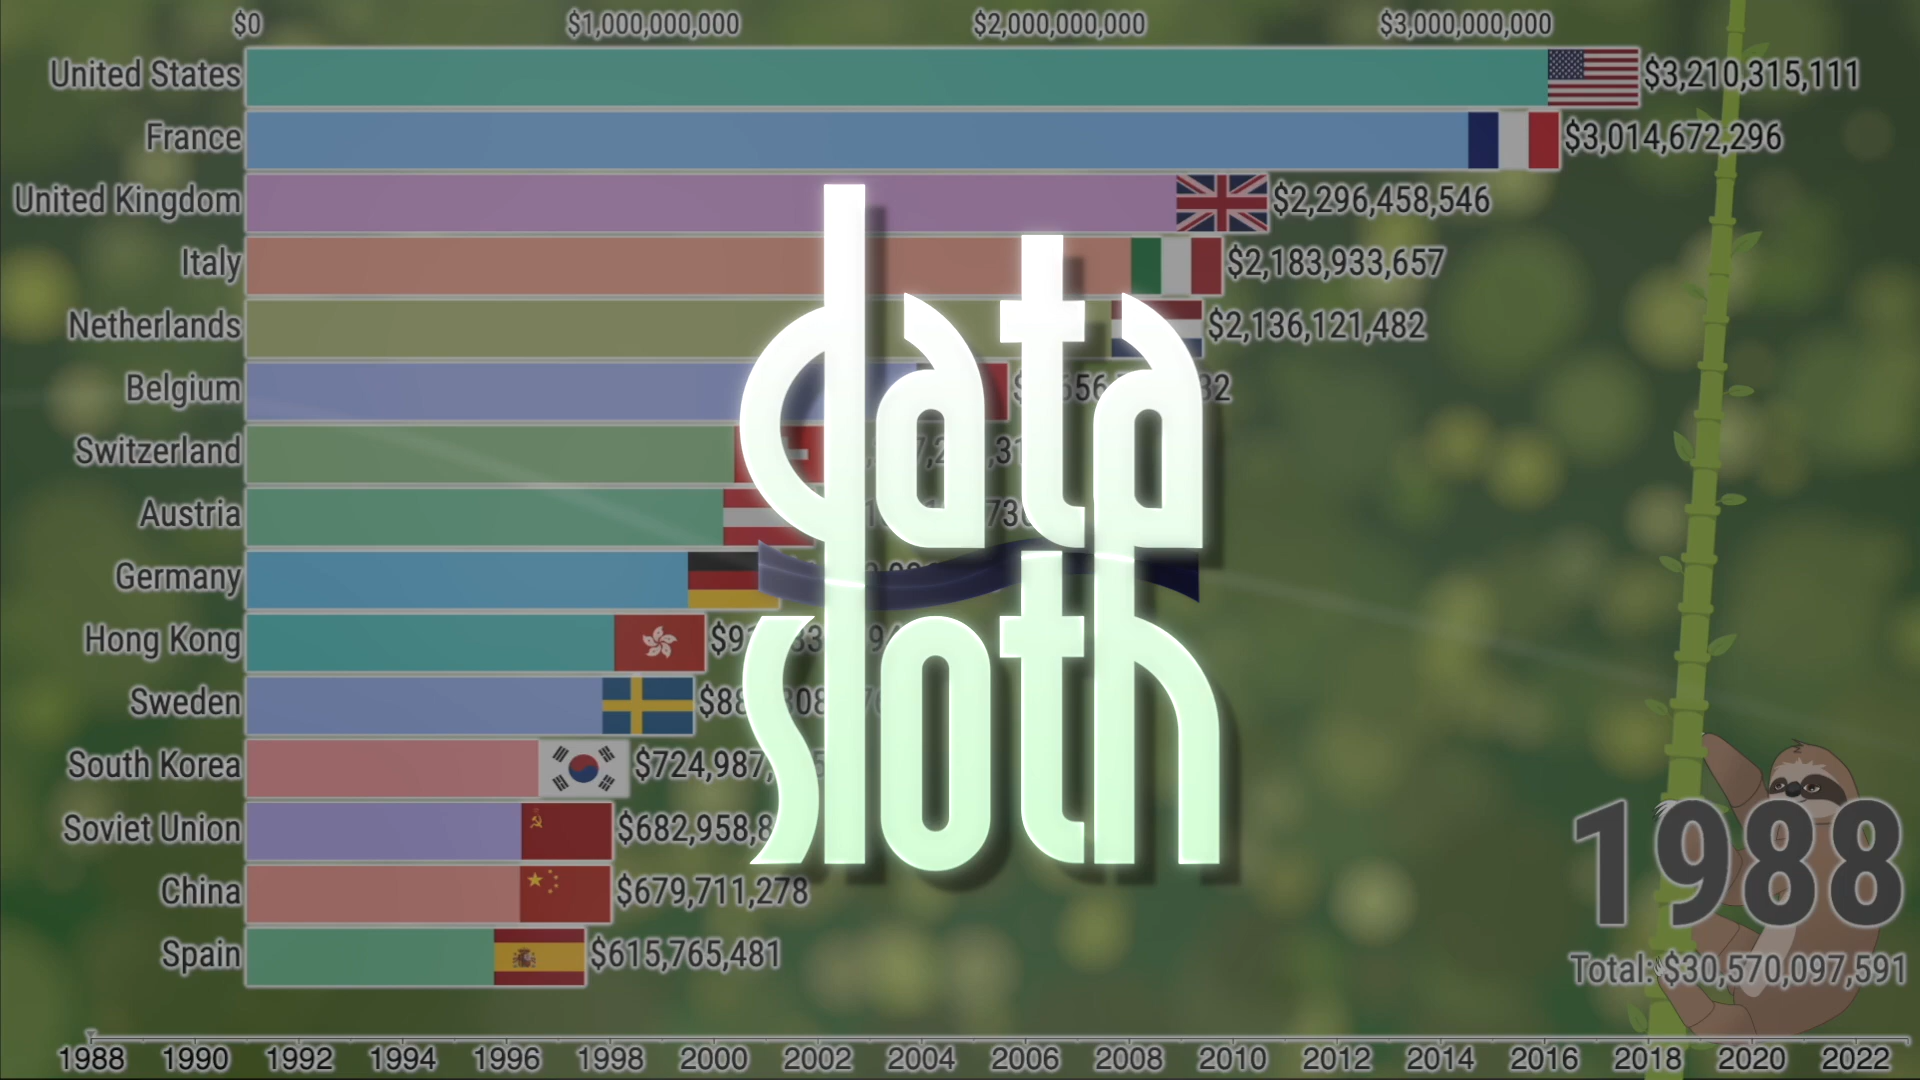 $0 $1,000,000,000 $2,000,000,000 $3,000,000,000
United States $3,210,315,111
France $3,014,672,296
United Kingdom $2,296,458,546
Italy $2,183,933,657
Netherlands $2,136,121,482
Belgium
Switzerland
Austria
Germany
Hong Kong
Sweden
South Korea
Soviet Union
China $679,711,278
Spain $615,765,481
data
sloth
1988
Total: $30,570,097,591
1988 1990 1992 1994 1996 1998 2000 2002 2004 2006 2008 2010 2012 2014 2016 2018 2020 2022